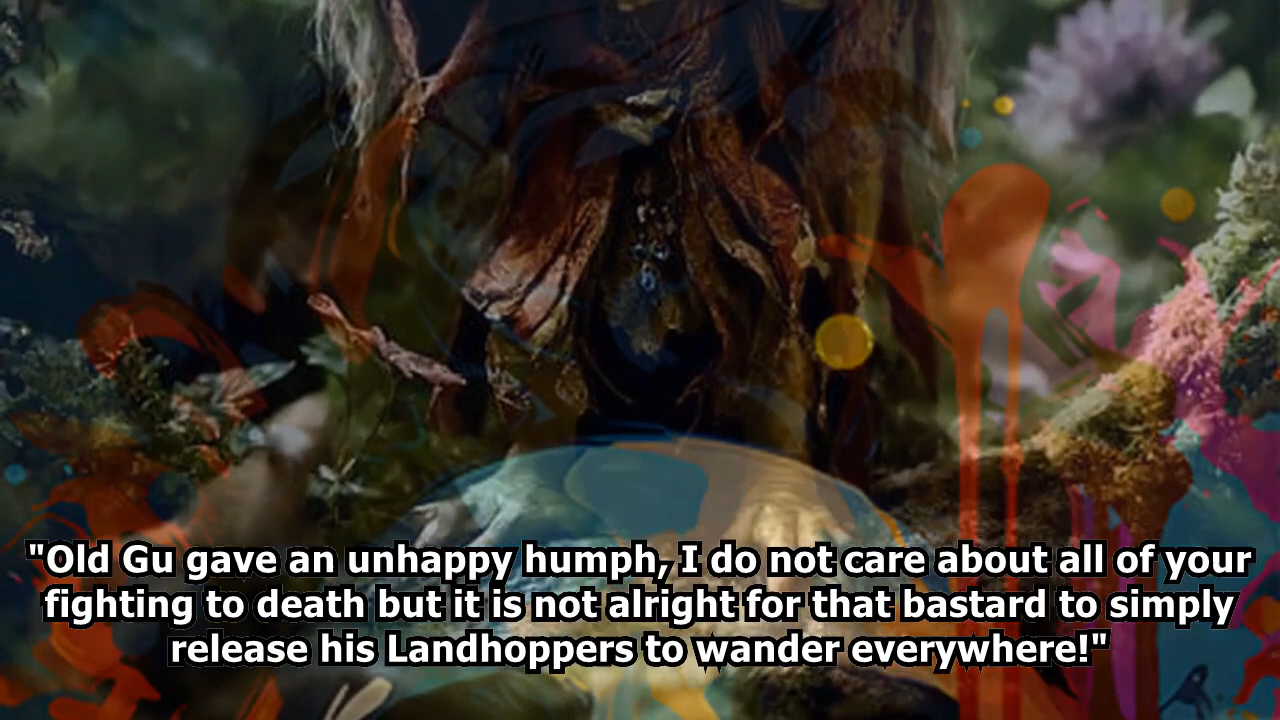 "Old Gu gave an unhappy humph, I do not care about all of your
fighting to death but it is not alright for that bastard to simply
release his Landhoppers to wander everywhere!"